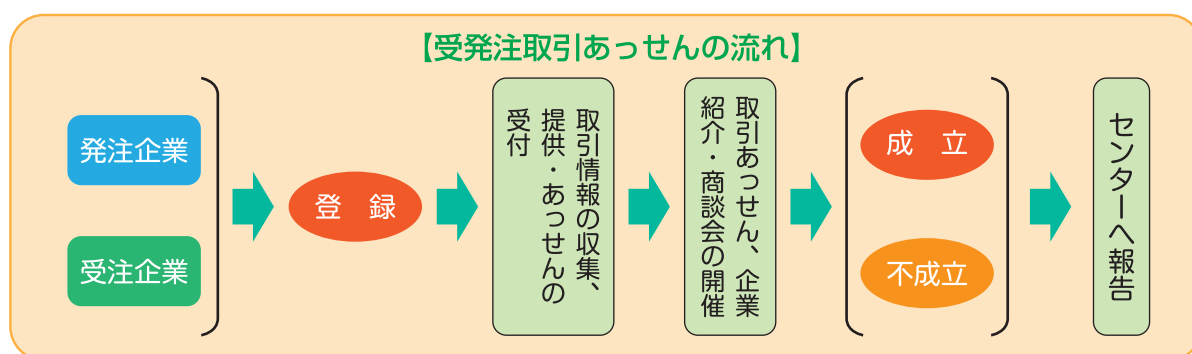 【受発注取引あっせんの流れ】
発注企業
受注企業
登　録
取引情報の収集、
提供・あっせんの
受付
取引あっせん、企業
紹介・商談会の開催
成　立
不成立
センターへ報告